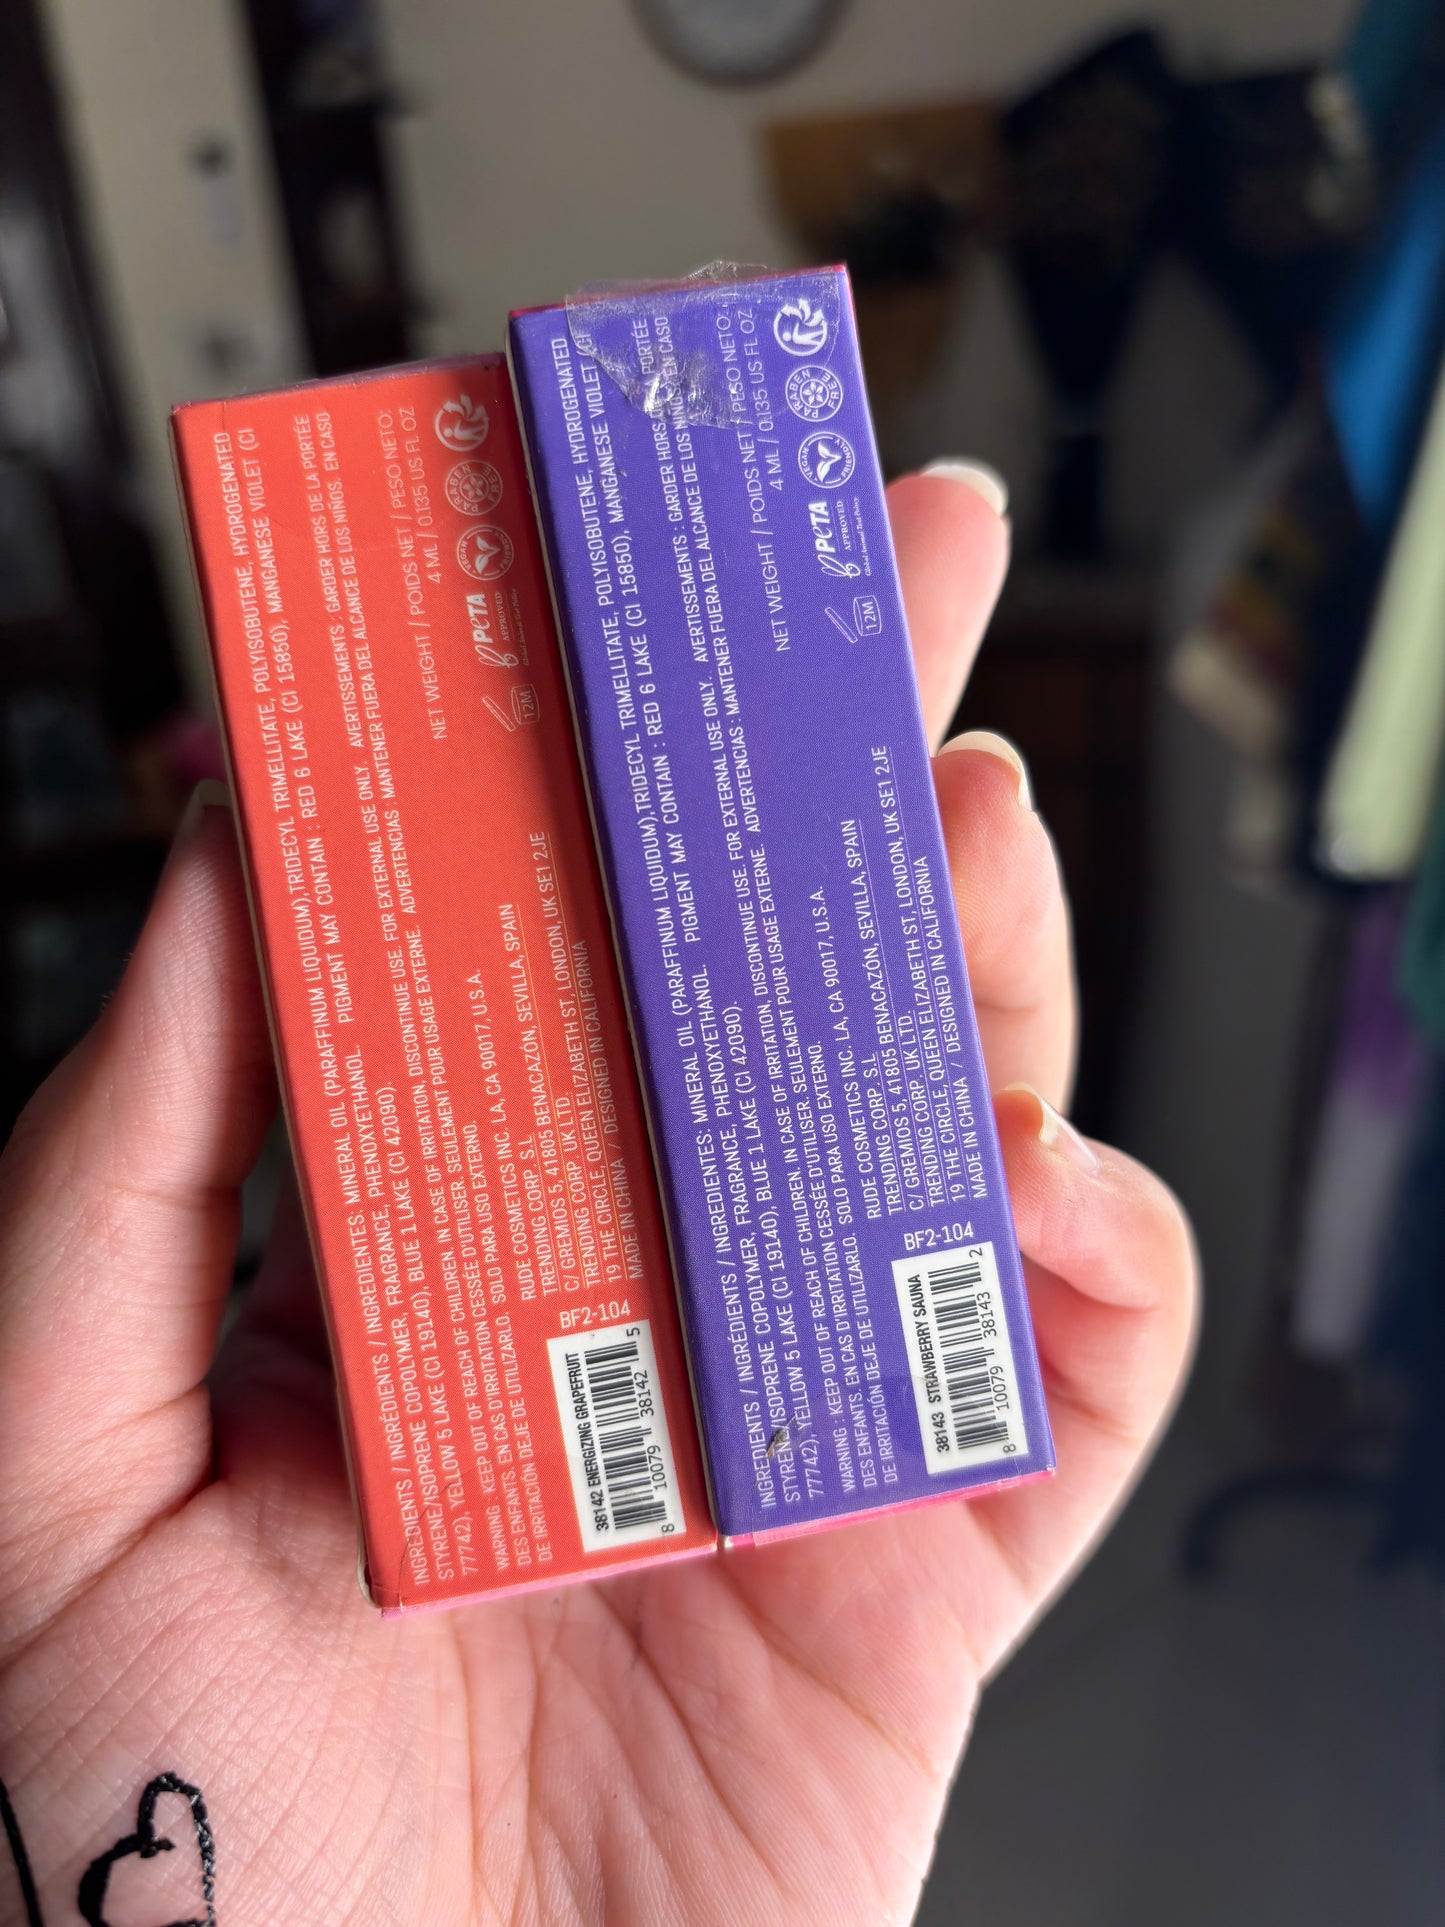 INGREDIENTS / INGRÉDIENTS / INGREDIENTES: MINERAL OIL (PARAFFINUM LIQUIDUM),TRIDECYL TRIMELLITATE, POLYISOBUTENE, HYDROGENATED
STYRENE/ISOPRENE COPOLYMER, FRAGRANCE, PHENOXYETHANOL. PIGMENT MAY CONTAIN : RED 6 LAKE (CI 15850), MANGANESE VIOLET (CI
77742), YELLOW 5 LAKE (CI 19140), BLUE 1 LAKE (CI 42090).
WARNING : KEEP OUT OF REACH OF CHILDREN. IN CASE OF IRRITATION, DISCONTINUE USE. FOR EXTERNAL USE ONLY. AVERTISSEMENTS : GARDER HORS DE LA PORTÉE
DES ENFANTS. EN CAS D'IRRITATION CESSÉE D'UTILISER. SEULEMENT POUR USAGE EXTERNE. ADVERTENCIAS : MANTENER FUERA DEL ALCANCE DE LOS NIÑOS. EN CASO
DE IRRITACIÓN DEJE DE UTILIZARLO. SOLO PARA USO EXTERNO.
NET WEIGHT / POIDS NET / PESO NETO:
4 ML / 0.135 US FL OZ
RUDE COSMETICS INC. LA, CA 90017, U.S.A.
TRENDING CORP. S.L
C/ GREMIOS 5, 41805 BENACAZÓN, SEVILLA, SPAIN
TRENDING CORP. UK LTD.
19 THE CIRCLE, QUEEN ELIZABETH ST, LONDON, UK SE1 2JE
MADE IN CHINA / DESIGNED IN CALIFORNIA
12M
PETA
APPROVED
Global Animal Test Policy
VEGAN
FRIENDLY
PARABEN
FREE
BF2-104
38142 ENERGIZING GRAPEFRUIT
8 10079 38142 5
INGREDIENTS / INGRÉDIENTS / INGREDIENTES: MINERAL OIL (PARAFFINUM LIQUIDUM),TRIDECYL TRIMELLITATE, POLYISOBUTENE, HYDROGENATED
STYRENE/ISOPRENE COPOLYMER, FRAGRANCE, PHENOXYETHANOL. PIGMENT MAY CONTAIN : RED 6 LAKE (CI 15850), MANGANESE VIOLET (CI
77742), YELLOW 5 LAKE (CI 19140), BLUE 1 LAKE (CI 42090).
WARNING : KEEP OUT OF REACH OF CHILDREN. IN CASE OF IRRITATION, DISCONTINUE USE. FOR EXTERNAL USE ONLY. AVERTISSEMENTS : GARDER HORS PORTÉE
DES ENFANTS. EN CAS D'IRRITATION CESSÉE D'UTILISER. SEULEMENT POUR USAGE EXTERNE. ADVERTENCIAS : MANTENER FUERA DEL ALCANCE DE LOS NIÑOS. EN CASO
DE IRRITACIÓN DEJE DE UTILIZARLO. SOLO PARA USO EXTERNO.
NET WEIGHT / POIDS NET / PESO NETO:
4 ML / 0.135 US FL OZ
RUDE COSMETICS INC. LA, CA 90017, U.S.A.
TRENDING CORP. S.L
C/ GREMIOS 5, 41805 BENACAZÓN, SEVILLA, SPAIN
TRENDING CORP. UK LTD.
19 THE CIRCLE, QUEEN ELIZABETH ST, LONDON, UK SE1 2JE
MADE IN CHINA / DESIGNED IN CALIFORNIA
12M
PETA
APPROVED
Global Animal Test Policy
VEGAN
FRIENDLY
PARABEN
FREE
BF2-104
38143 STRAWBERRY SAUNA
8 10079 38143 2